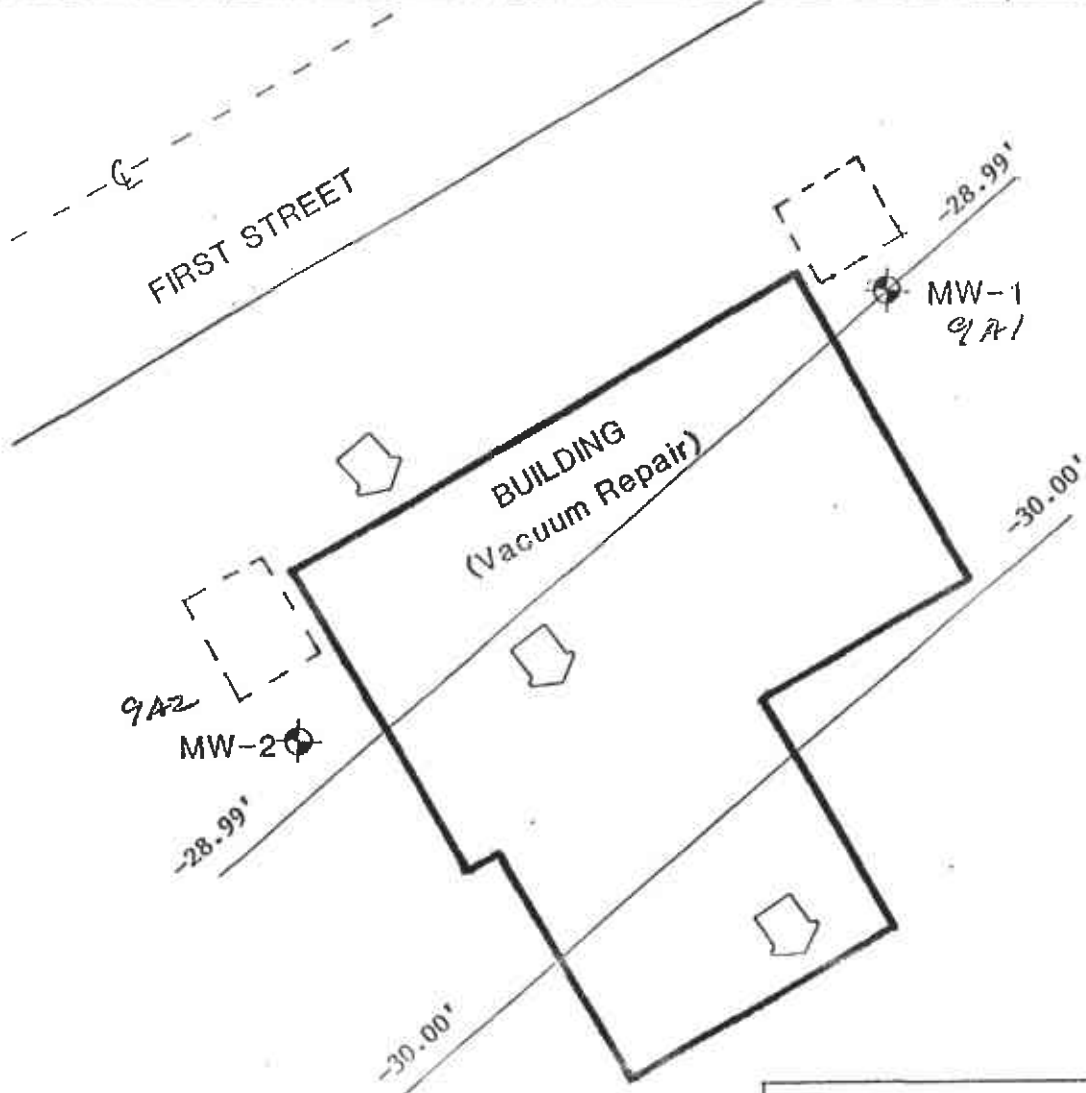 ℄
FIRST STREET
-28.99'
MW-1
9A1
BUILDING
(Vacuum Repair)
-30.00'
9A2
MW-2
-28.99'
-30.00'